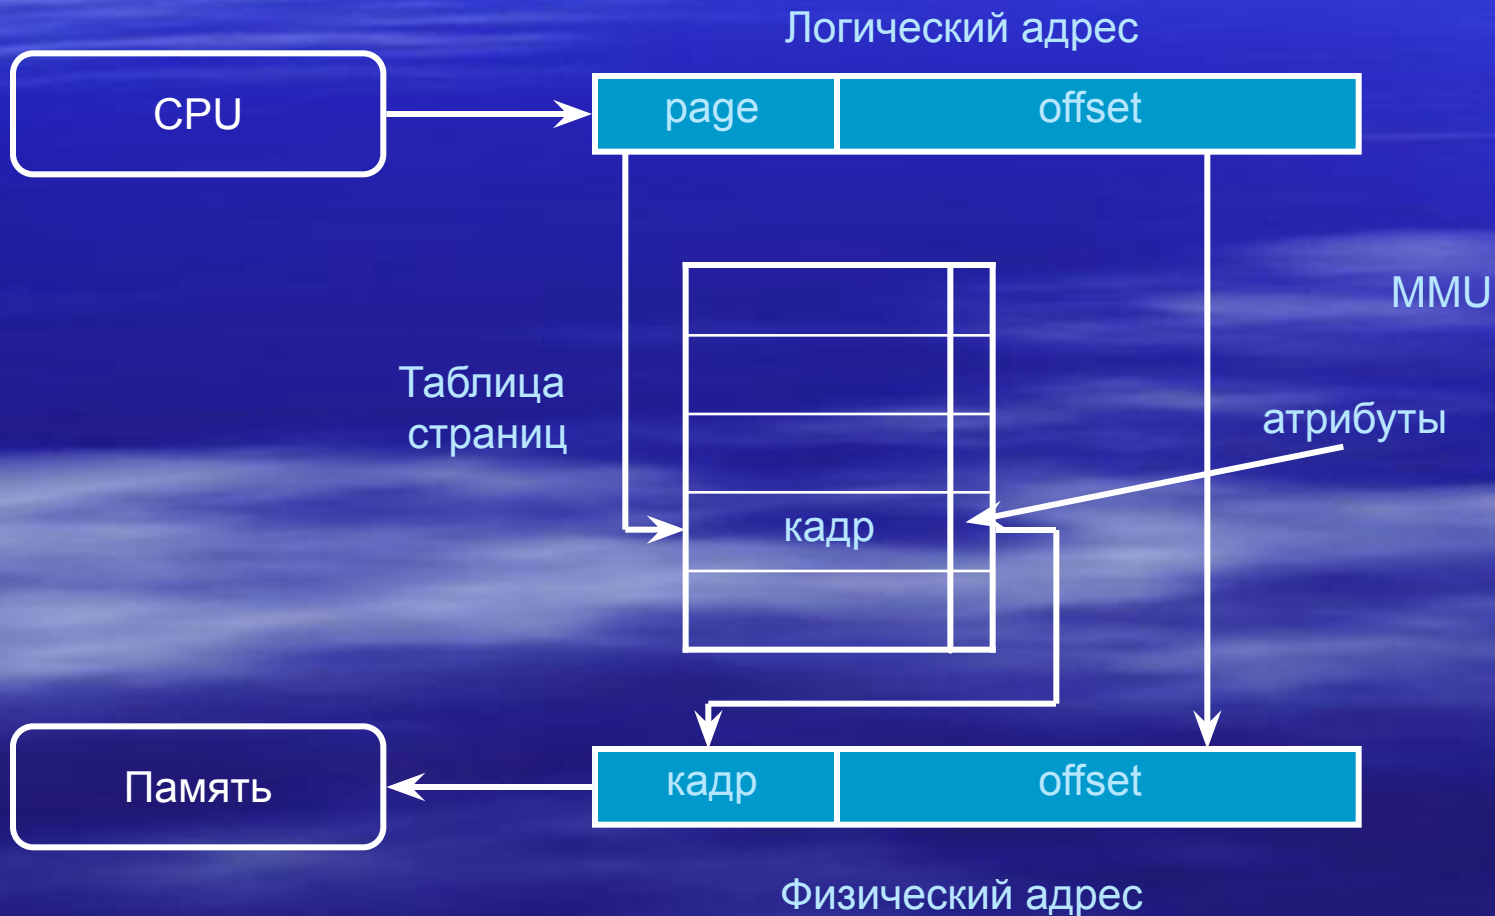 Логический адрес
CPU
page
offset
MMU
Таблица
страниц
атрибуты
кадр
Память
кадр
offset
Физический адрес